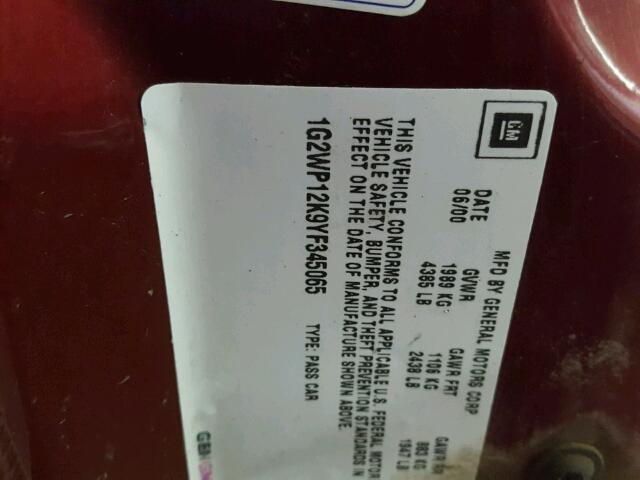 GM
MFD BY GENERAL MOTORS CORP
DATE GVWR GAWR FRT GAWR RR
06/00 1989 KG 1106 KG 883 KG
4385 LB 2438 LB 1947 LB
THIS VEHICLE CONFORMS TO ALL APPLICABLE U.S. FEDERAL MOTOR
VEHICLE SAFETY, BUMPER, AND THEFT PREVENTION STANDARDS IN
EFFECT ON THE DATE OF MANUFACTURE SHOWN ABOVE.
1G2WP12K9YF345065 TYPE: PASS CAR